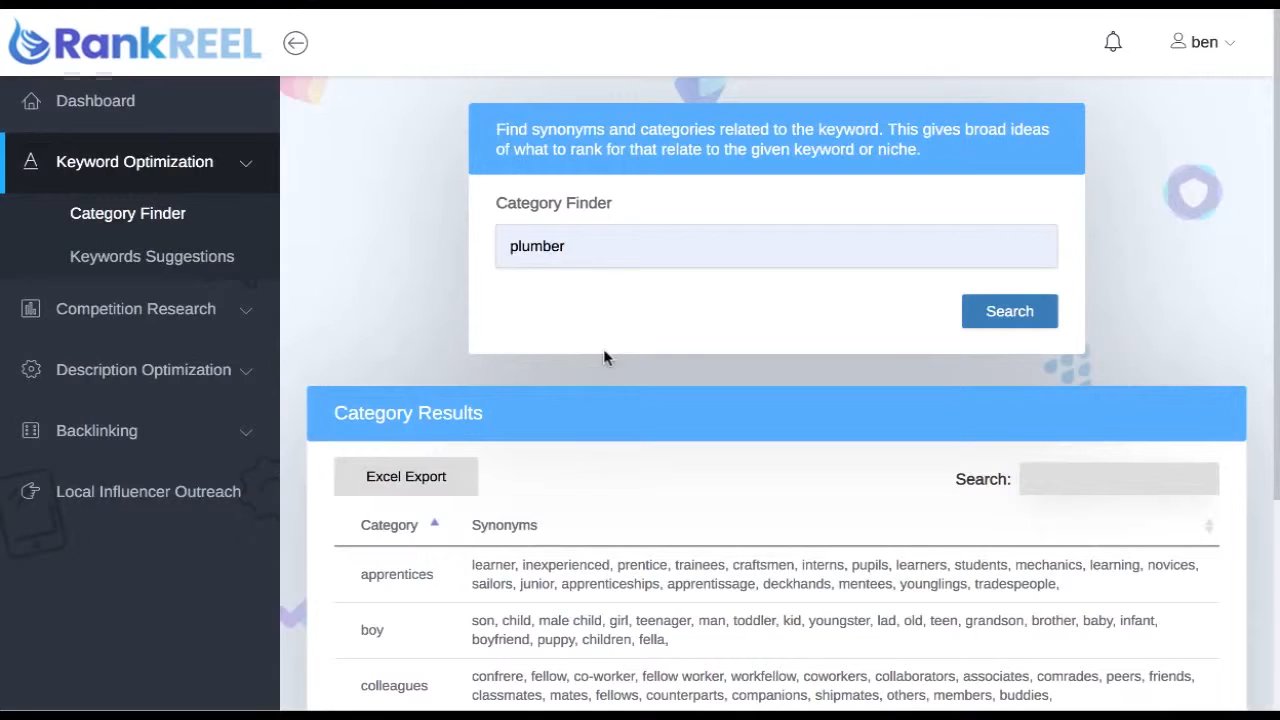 RankREEL
ben
Dashboard
Keyword Optimization
Category Finder
Keywords Suggestions
Competition Research
Description Optimization
Backlinking
Local Influencer Outreach
Find synonyms and categories related to the keyword. This gives broad ideas
of what to rank for that relate to the given keyword or niche.
Category Finder
plumber
Search
Category Results
Excel Export
Search:
Category Synonyms
apprentices
learner, inexperienced, prentice, trainees, craftsmen, interns, pupils, learners, students, mechanics, learning, novices,
sailors, junior, apprenticeships, apprentissage, deckhands, mentees, younglings, tradespeople,
boy
son, child, male child, girl, teenager, man, toddler, kid, youngster, lad, old, teen, grandson, brother, baby, infant,
boyfriend, puppy, children, fella,
colleagues
confrere, fellow, co-worker, fellow worker, workfellow, coworkers, collaborators, associates, comrades, peers, friends,
classmates, mates, fellows, counterparts, companions, shipmates, others, members, buddies,